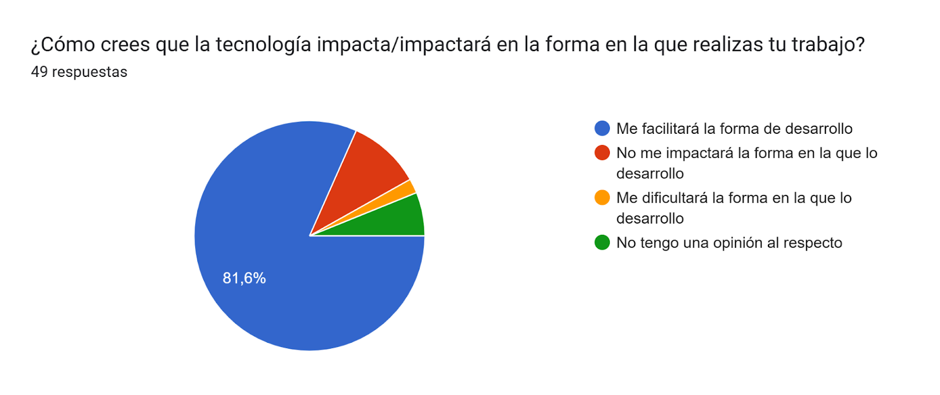 ¿Cómo crees que la tecnología impacta/impactará en la forma en la que realizas tu trabajo?
49 respuestas
Me facilitará la forma de desarrollo
No me impactará la forma en la que lo
desarrollo
Me dificultará la forma en la que lo
desarrollo
No tengo una opinión al respecto
81,6%